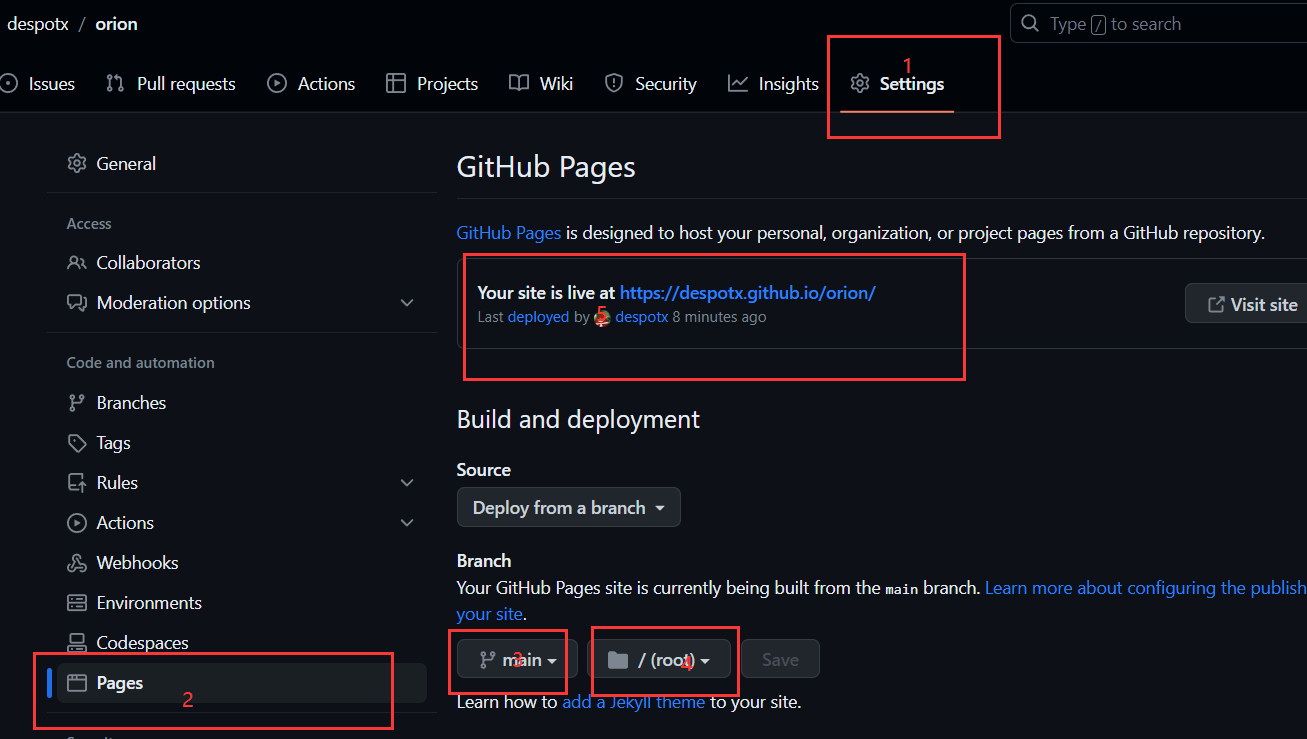 despotx / orion
Type / to search
Issues Pull requests Actions Projects Wiki Security Insights Settings
1
General
Access
Collaborators
Moderation options
Code and automation
Branches
Tags
Rules
Actions
Webhooks
Environments
Codespaces
Pages
2
GitHub Pages
GitHub Pages is designed to host your personal, organization, or project pages from a GitHub repository.
Your site is live at https://despotx.github.io/orion/
Last deployed by despotx 8 minutes ago
5
Visit site
Build and deployment
Source
Deploy from a branch
Branch
Your GitHub Pages site is currently being built from the main branch. Learn more about configuring the publish
your site.
main / (root) Save
3 4
Learn how to add a Jekyll theme to your site.